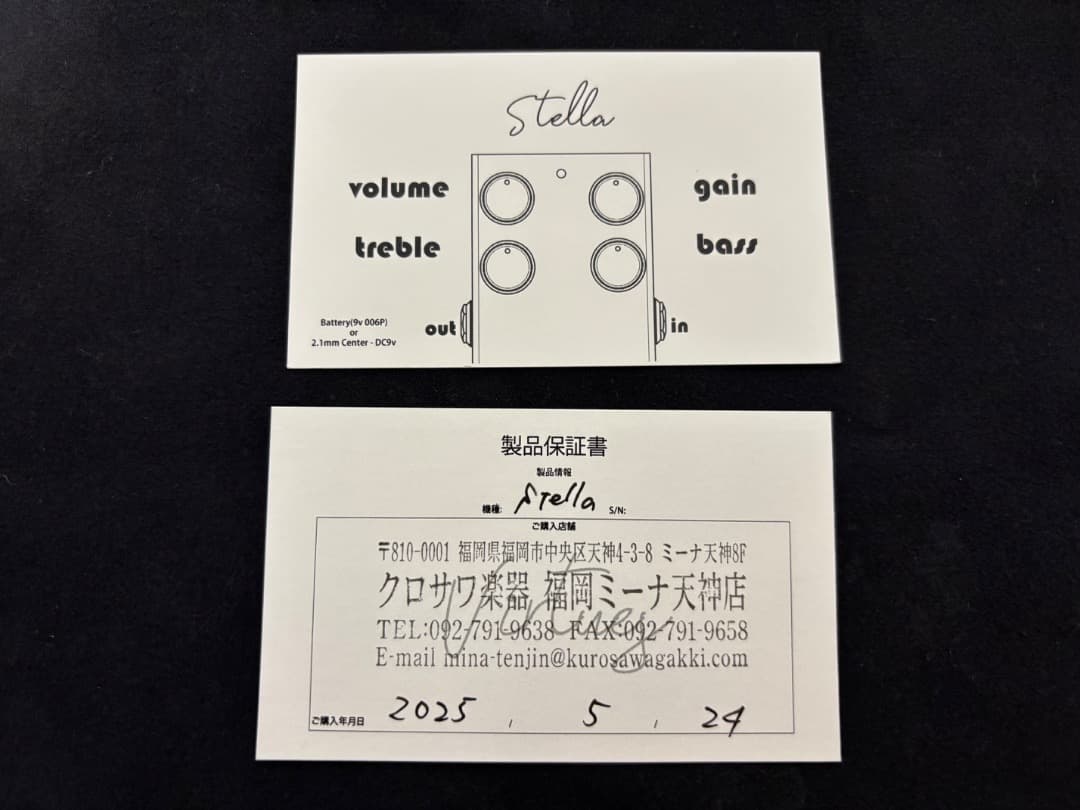 Stella
volume
gain
treble
bass
Battery(9v 006P)
or
2.1mm Center - DC9v
out
in
製品保証書
製品情報
機種: Stella S/N:
ご購入店舗
〒810-0001 福岡県福岡市中央区天神4-3-8 ミーナ天神8F
クロサワ楽器 福岡ミーナ天神店
Virtues
TEL:092-791-9638 FAX:092-791-9658
E-mail mina-tenjin@kurosawagakki.com
ご購入年月日 2025 , 5 , 24